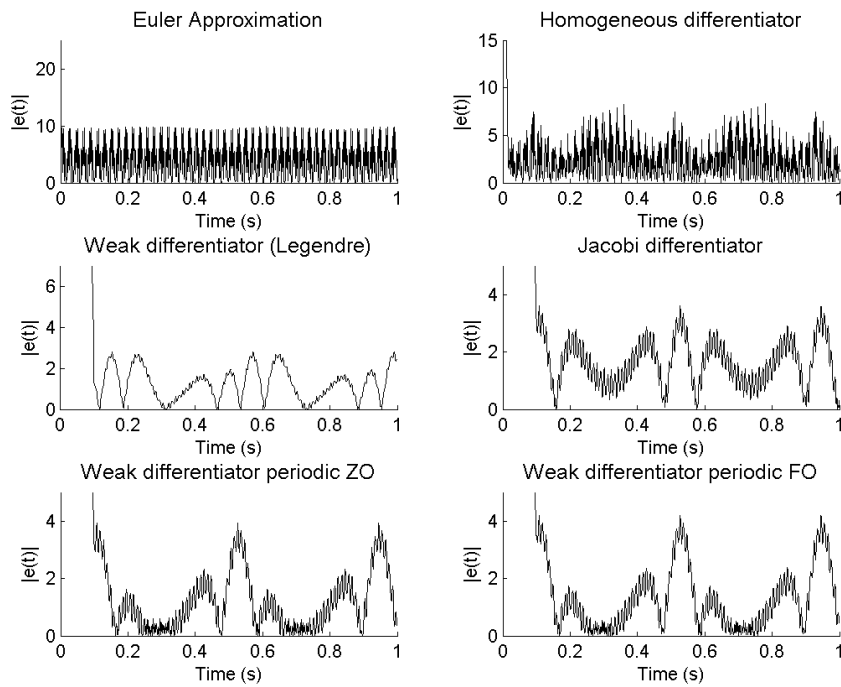 Euler Approximation
|e(t)|
20
10
0
0 0.2 0.4 0.6 0.8 1
Time (s)
Homogeneous differentiator
|e(t)|
15
10
5
0
0 0.2 0.4 0.6 0.8 1
Time (s)
Weak differentiator (Legendre)
|e(t)|
6
4
2
0
0 0.2 0.4 0.6 0.8 1
Time (s)
Jacobi differentiator
|e(t)|
4
2
0
0 0.2 0.4 0.6 0.8 1
Time (s)
Weak differentiator periodic ZO
|e(t)|
4
2
0
0 0.2 0.4 0.6 0.8 1
Time (s)
Weak differentiator periodic FO
|e(t)|
4
2
0
0 0.2 0.4 0.6 0.8 1
Time (s)